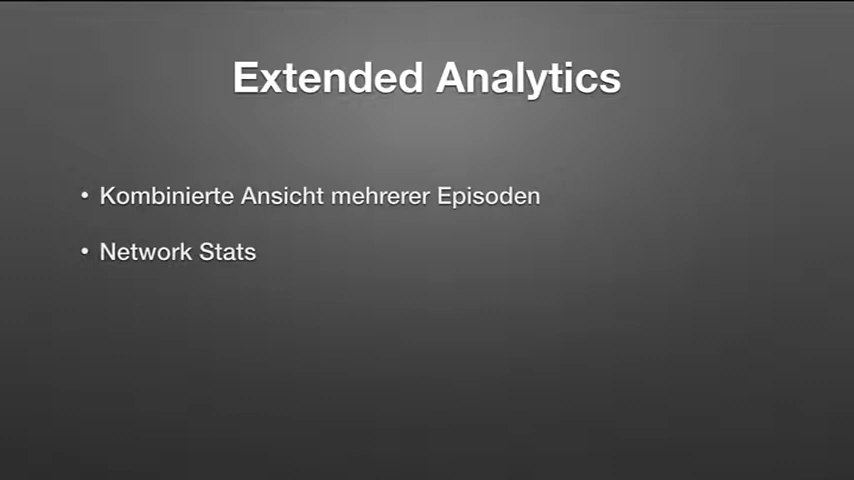 Extended Analytics
• Kombinierte Ansicht mehrerer Episoden
• Network Stats